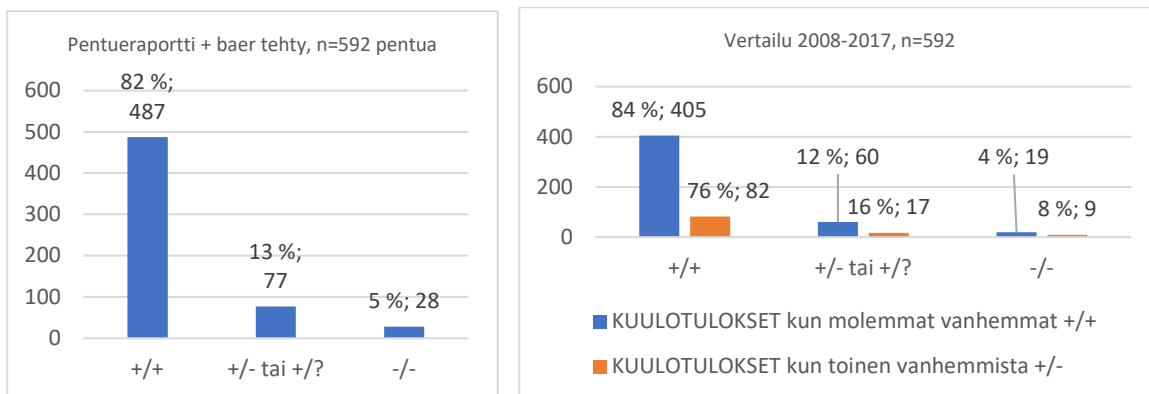 Pentueraportti + baer tehty, n=592 pentua
600
500
400
300
200
100
0
82 %;
487
13 %;
77
5 %; 28
+/+
+/- tai +/?
-/-
Vertailu 2008-2017, n=592
600
400
200
0
84 %; 405
76 %; 82
12 %; 60
16 %; 17
4 %; 19
8 %; 9
+/+
+/- tai +/?
-/-
KUULOTULOKSET kun molemmat vanhemmat +/+
KUULOTULOKSET kun toinen vanhemmista +/-